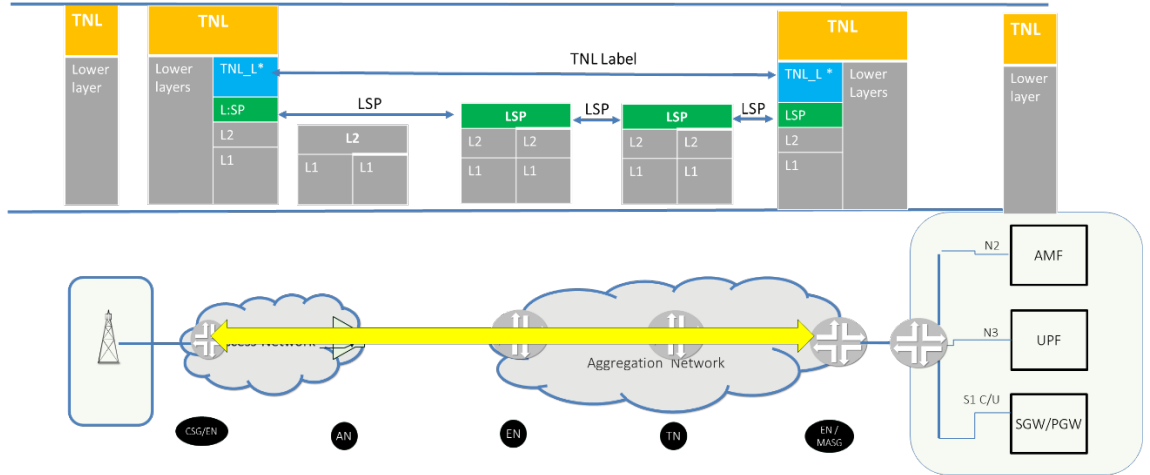 TNL
TNL
TNL
TNL
Lower
layer
Lower
layers
TNL_L*
TNL Label
TNL_L *
Lower
Layers
Lower
layer
L:SP
LSP
LSP
LSP
LSP
LSP
LSP
L2
L2
L2
L2
L2
L2
L2
L1
L1
L1
L1
L1
L1
L1
L1
N2
AMF
N3
UPF
Aggregation Network
S1 C/U
SGW/PGW
CSG/EN
AN
EN
TN
EN /
MASG